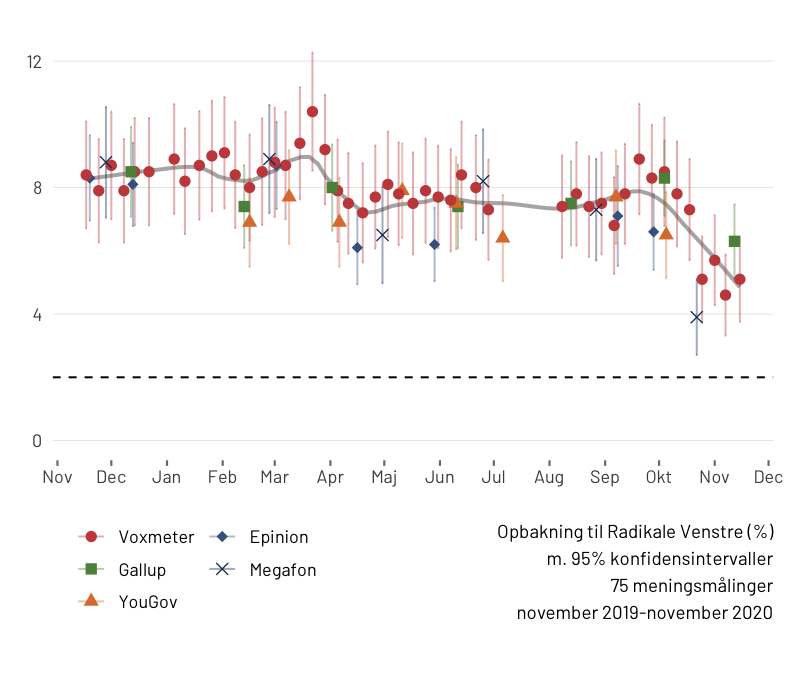 12
8
4
0
Nov Dec Jan Feb Mar Apr Maj Jun Jul Aug Sep Okt Nov Dec
Voxmeter Epinion
Gallup Megafon
YouGov
Opbakning til Radikale Venstre (%)
m. 95% konfidensintervaller
75 meningsmålinger
november 2019-november 2020